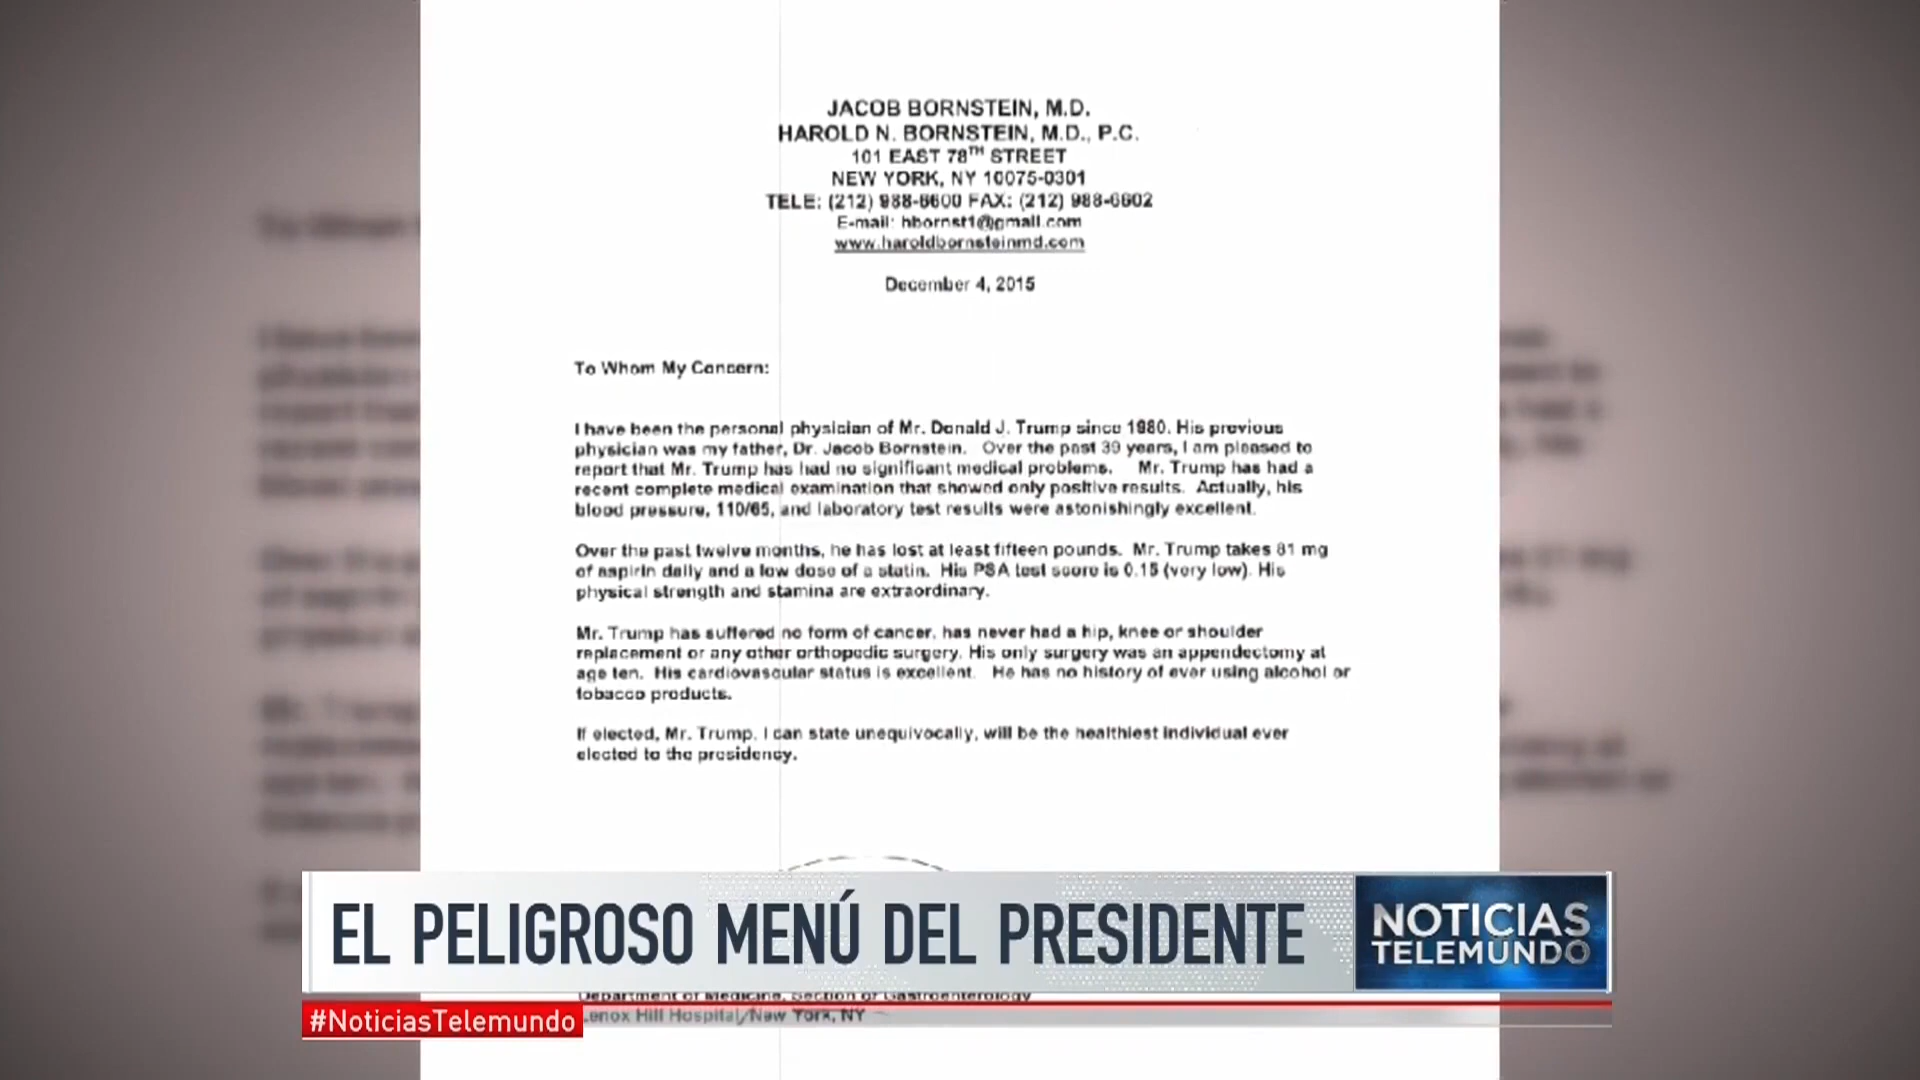 JACOB BORNSTEIN, M.D.
HAROLD N. BORNSTEIN, M.D., P.C.
101 EAST 78TH STREET
NEW YORK, NY 10075-0301
TELE: (212) 988-6600 FAX: (212) 988-6602
E-mail: hbornst1@gmail.com
www.haroldbornsteinmd.com
December 4, 2015
To Whom My Concern:
I have been the personal physician of Mr. Donald J. Trump since 1980. His previous
physician was my father, Dr. Jacob Bornstein. Over the past 39 years, I am pleased to
report that Mr. Trump has had no significant medical problems. Mr. Trump has had a
recent complete medical examination that showed only positive results. Actually, his
blood pressure, 110/65, and laboratory test results were astonishingly excellent.
Over the past twelve months, he has lost at least fifteen pounds. Mr. Trump takes 81 mg
of aspirin daily and a low dose of a statin. His PSA test score is 0.15 (very low). His
physical strength and stamina are extraordinary.
Mr. Trump has suffered no form of cancer, has never had a hip, knee or shoulder
replacement or any other orthopedic surgery. His only surgery was an appendectomy at
age ten. His cardiovascular status is excellent. He has no history of ever using alcohol or
tobacco products.
If elected, Mr. Trump, I can state unequivocally, will be the healthiest individual ever
elected to the presidency.
EL PELIGROSO MENÚ DEL PRESIDENTE
NOTICIAS
TELEMUNDO
Department of Medicine, Section of Gastroenterology
#NoticiasTelemundo
Lenox Hill Hospital/New York, NY